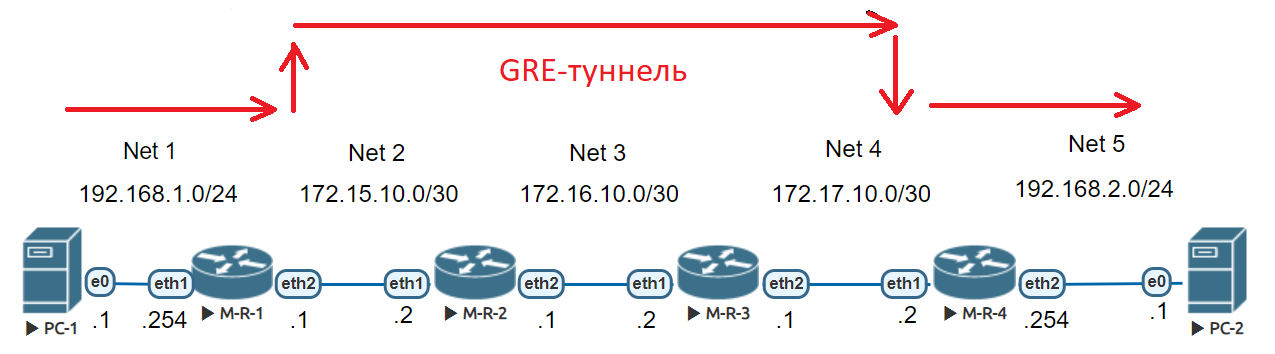 GRE-туннель
Net 1
Net 2
Net 3
Net 4
Net 5
192.168.1.0/24
172.15.10.0/30
172.16.10.0/30
172.17.10.0/30
192.168.2.0/24
e0
eth1
eth2
eth1
eth2
eth1
eth2
eth1
eth2
e0
PC-1
.1
.254
M-R-1
.1
.2
M-R-2
.1
.2
M-R-3
.1
.2
M-R-4
.254
.1
PC-2